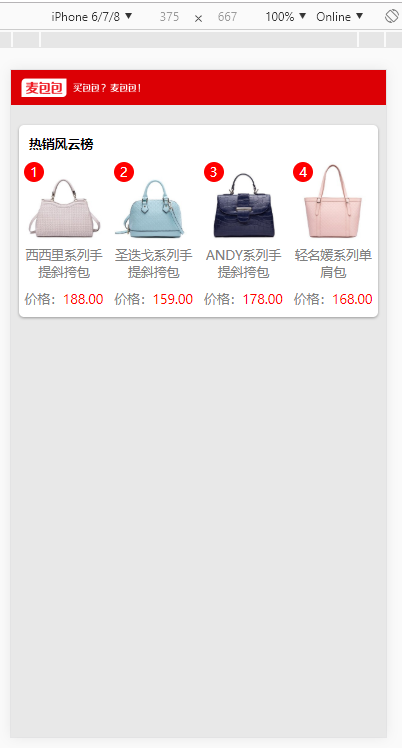 iPhone 6/7/8 ▼ 375 × 667 100% ▼ Online ▼
麦包包 买包包？麦包包！
热销风云榜
1 2 3 4
西西里系列手提斜挎包
圣迭戈系列手提斜挎包
ANDY系列手提斜挎包
轻名媛系列单肩包
价格：188.00 价格：159.00 价格：178.00 价格：168.00